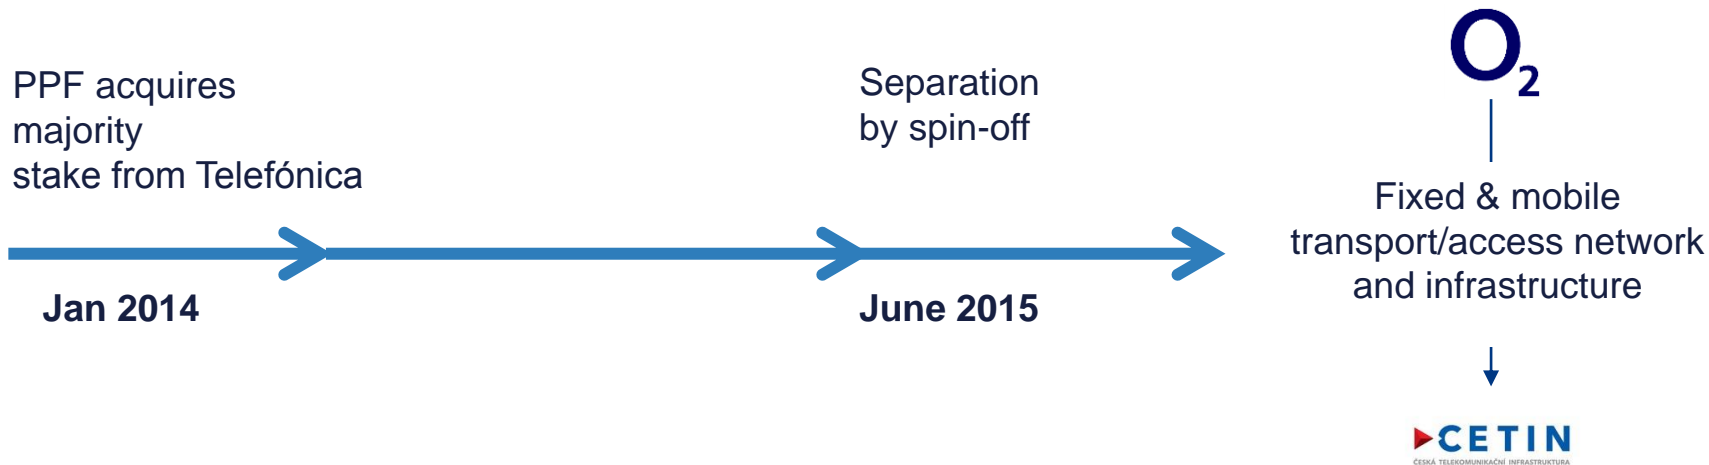 PPF acquires
majority
stake from Telefónica
Jan 2014
Separation
by spin-off
June 2015
O2
Fixed & mobile
transport/access network
and infrastructure
CETIN
ČESKÁ TELEKOMUNIKAČNÍ INFRASTRUKTURA